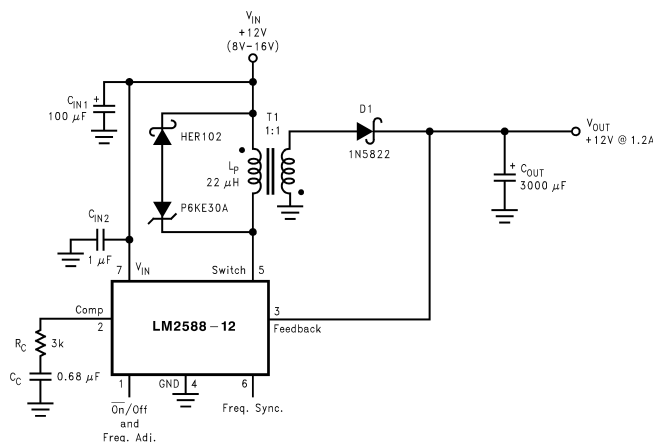 V_IN
+12V
(8V-16V)
C_IN1
+
100 μF
HER102
T1
1:1
D1
1N5822
V_OUT
+12V @ 1.2A
L_P
22 μH
+
C_OUT
3000 μF
P6KE30A
C_IN2
1 μF
7
V_IN
Switch
5
Comp
2
LM2588-12
3
Feedback
R_C
3k
C_C
0.68 μF
1
GND
4
6
On/Off
and
Freq. Adj.
Freq. Sync.